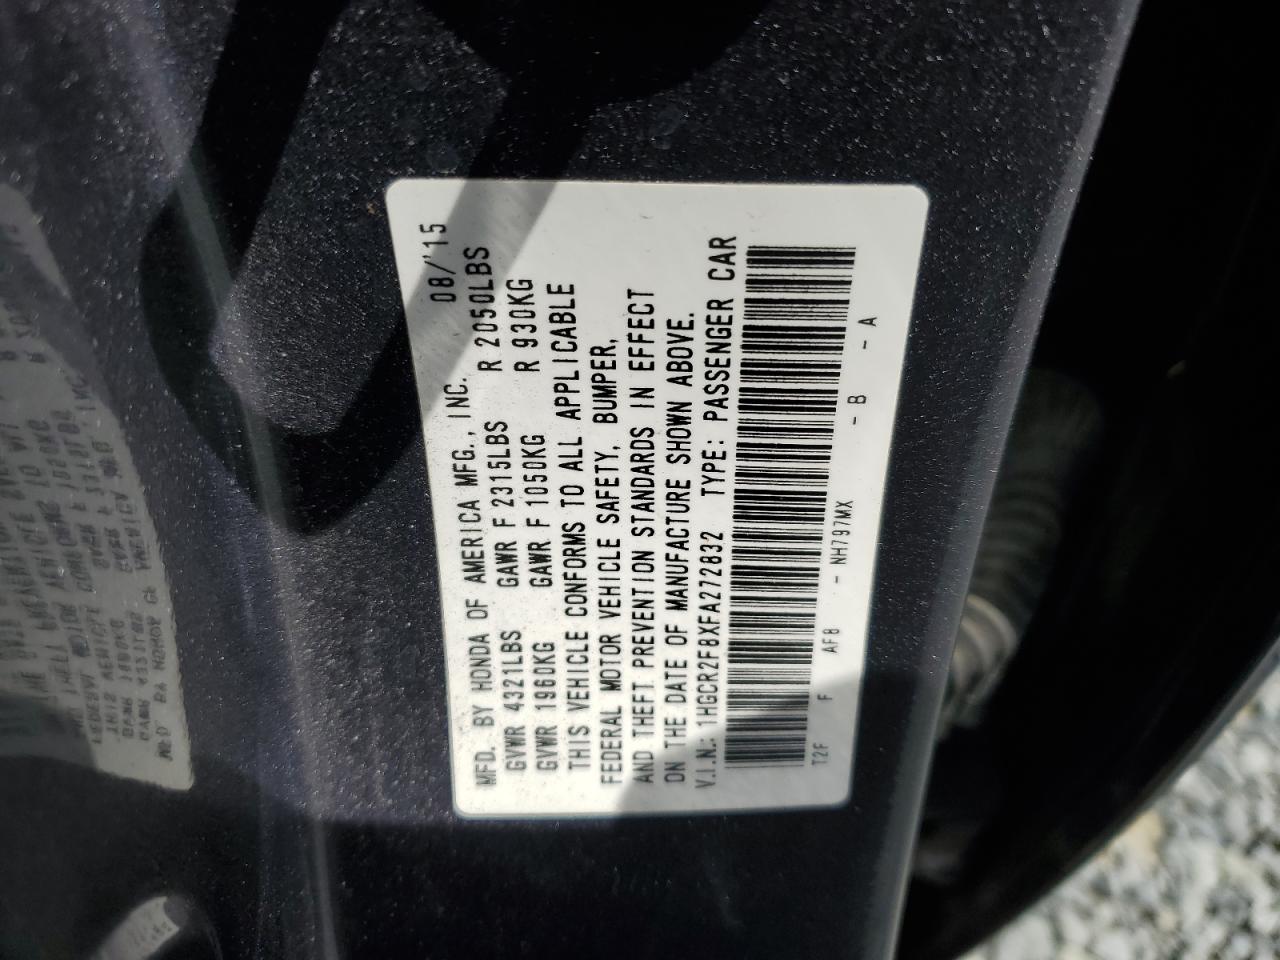 MFD. BY HONDA OF AMERICA MFG., INC. 08/'15
GVWR 4321LBS GAWR F 2315LBS R 2050LBS
GVWR 1960KG GAWR F 1050KG R 930KG
THIS VEHICLE CONFORMS TO ALL APPLICABLE
FEDERAL MOTOR VEHICLE SAFETY, BUMPER,
AND THEFT PREVENTION STANDARDS IN EFFECT
ON THE DATE OF MANUFACTURE SHOWN ABOVE.
V.I.N.: 1HGCR2F8XFA272832 TYPE: PASSENGER CAR
T2F F AF8 - NH797MX - B - A